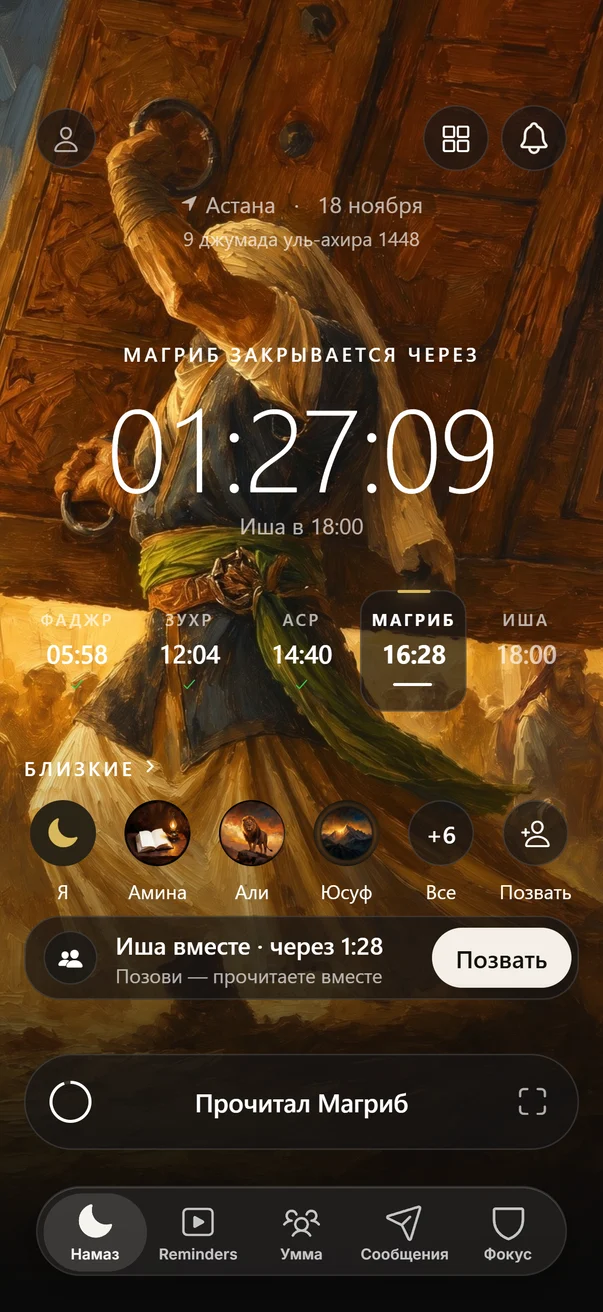 Астана · 18 ноября
9 джумада уль-ахира 1448
МАГРИБ ЗАКРЫВАЕТСЯ ЧЕРЕЗ
01:27:09
Иша в 18:00
ФАДЖР ЗУХР АСР МАГРИБ ИША
05:58 12:04 14:40 16:28 18:00
БЛИЗКИЕ
+6
Я Амина Али Юсуф Все Позвать
Иша вместе · через 1:28
Позови — прочитаете вместе
Позвать
Прочитал Магриб
Намаз Reminders Умма Сообщения Фокус